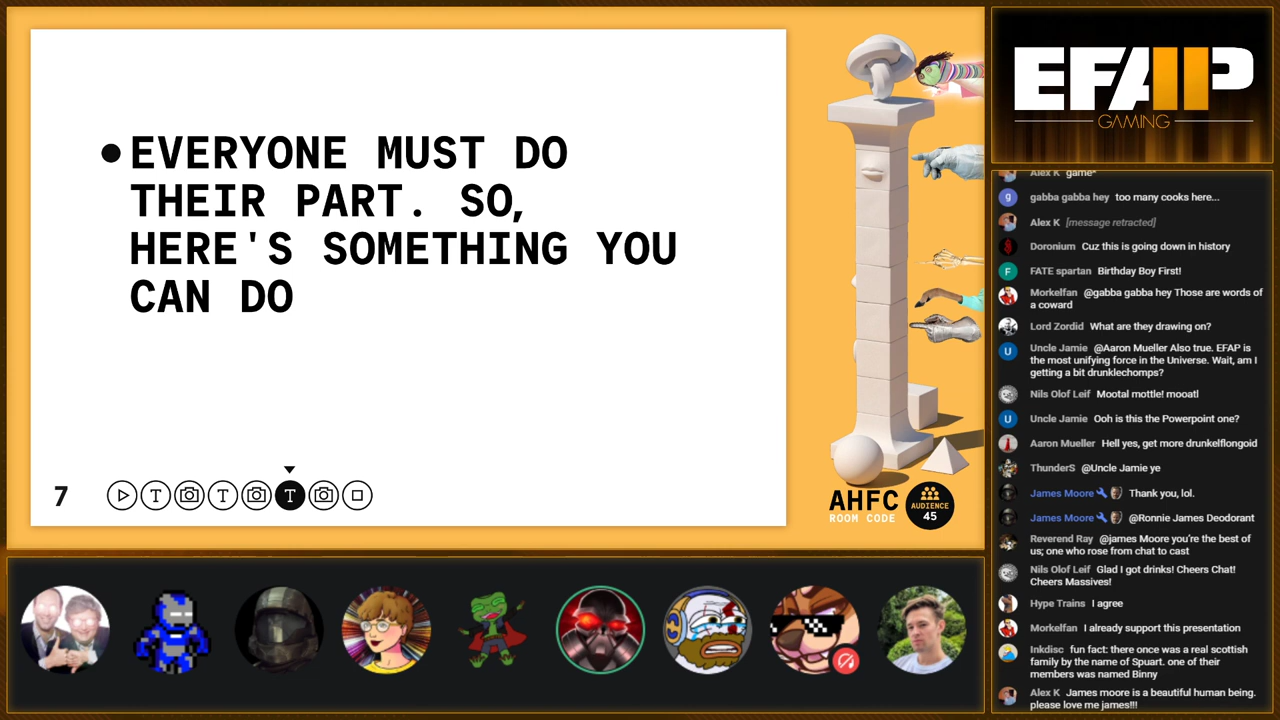 ●EVERYONE MUST DO
THEIR PART. SO,
HERE'S SOMETHING YOU
CAN DO
7
T
T
T
AHFC
ROOM CODE
AUDIENCE
45
EFAP
GAMING
Alex K game*
g
gabba gabba hey too many cooks here...
Alex K [message retracted]
Doronium Cuz this is going down in history
F
FATE spartan Birthday Boy First!
Morkelfan @gabba gabba hey Those are words of
a coward
Lord Zordid What are they drawing on?
U
Uncle Jamie @Aaron Mueller Also true. EFAP is
the most unifying force in the Universe. Wait, am I
getting a bit drunklechomps?
Nils Olof Leif Mootal mottle! mooatl
U
Uncle Jamie Ooh is this the Powerpoint one?
Aaron Mueller Hell yes, get more drunkelflongoid
ThunderS @Uncle Jamie ye
James Moore Thank you, lol.
James Moore @Ronnie James Deodorant
Reverend Ray @james Moore you're the best of
us; one who rose from chat to cast
Nils Olof Leif Glad I got drinks! Cheers Chat!
Cheers Massives!
Hype Trains I agree
Morkelfan I already support this presentation
Inkdisc fun fact: there once was a real scottish
family by the name of Spuart. one of their
members was named Binny
Alex K James moore is a beautiful human being.
please love me james!!!